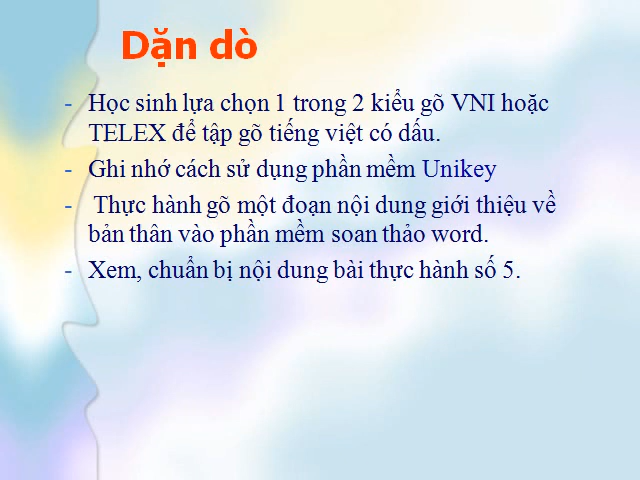 Dặn dò
- Học sinh lựa chọn 1 trong 2 kiểu gõ VNI hoặc
TELEX để tập gõ tiếng việt có dấu.
- Ghi nhớ cách sử dụng phần mềm Unikey
- Thực hành gõ một đoạn nội dung giới thiệu về
bản thân vào phần mềm soan thảo word.
- Xem, chuẩn bị nội dung bài thực hành số 5.